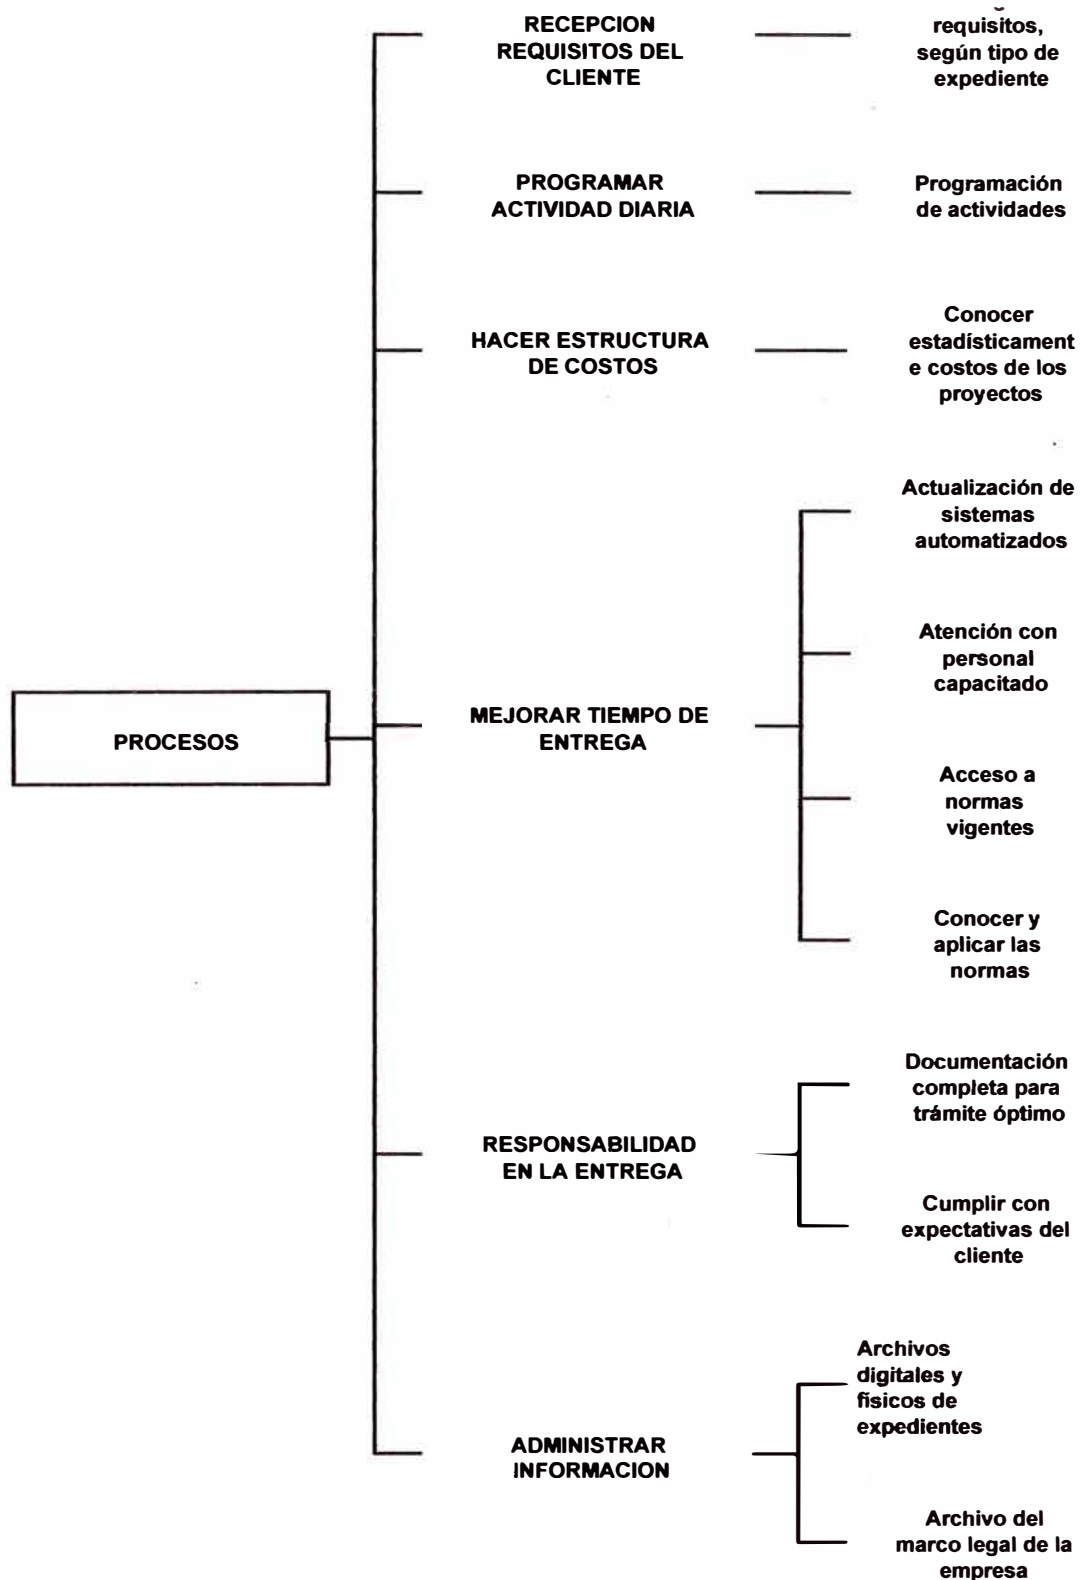 RECEPCION
REQUISITOS DEL
CLIENTE
requisitos,
según tipo de
expediente
PROGRAMAR
ACTIVIDAD DIARIA
Programación
de actividades
HACER ESTRUCTURA
DE COSTOS
Conocer
estadísticament
e costos de los
proyectos
PROCESOS
MEJORAR TIEMPO DE
ENTREGA
Actualización de
sistemas
automatizados
Atención con
personal
capacitado
Acceso a
normas
vigentes
Conocer y
aplicar las
normas
RESPONSABILIDAD
EN LA ENTREGA
Documentación
completa para
trámite óptimo
Cumplir con
expectativas del
cliente
ADMINISTRAR
INFORMACION
Archivos
digitales y
físicos de
expedientes
Archivo del
marco legal de la
empresa